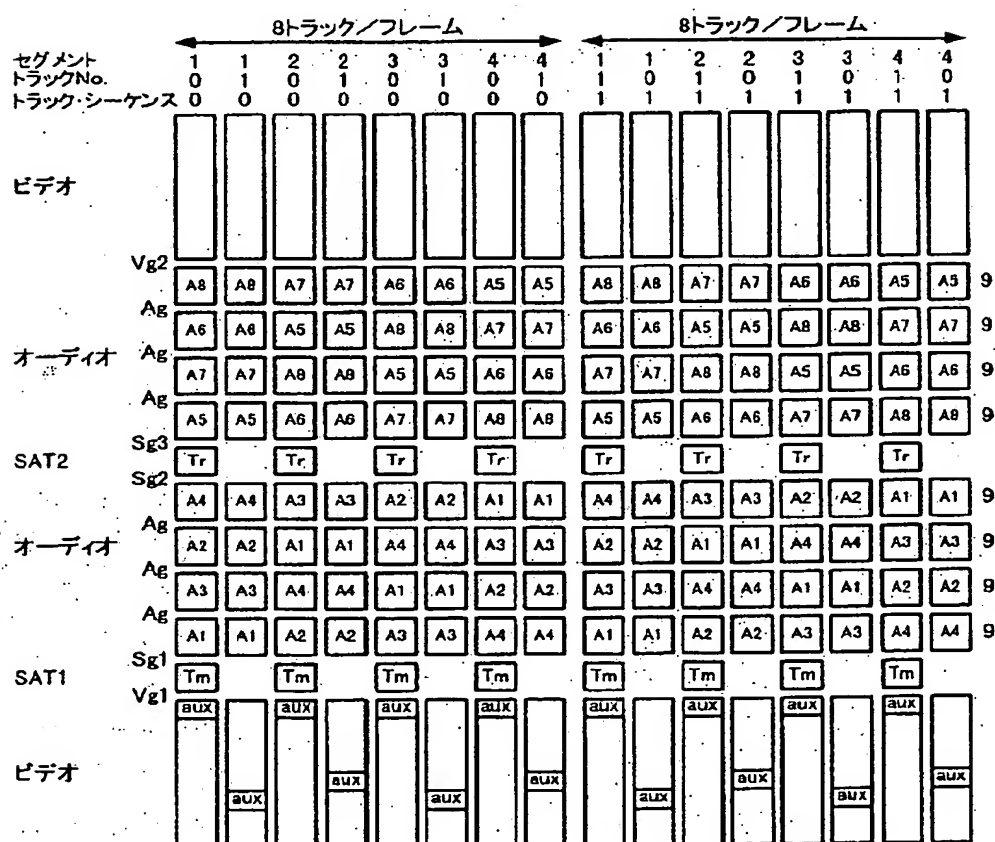 8トラック／フレーム 8トラック／フレーム
セグメント 1 1 2 2 3 3 4 4 1 1 2 2 3 3 4 4
トラックNo. 0 1 0 1 0 1 0 1 1 0 1 0 1 0 1 0
トラック・シーケンス 0 0 0 0 0 0 0 0 1 1 1 1 1 1 1 1
ビデオ
Vg2
A8 A8 A7 A7 A6 A6 A5 A5 A8 A8 A7 A7 A6 A6 A5 A5 9
Ag
A6 A6 A5 A5 A8 A8 A7 A7 A6 A6 A5 A5 A8 A8 A7 A7 9
オーディオ Ag
A7 A7 A8 A8 A5 A5 A6 A6 A7 A7 A8 A8 A5 A5 A6 A6 9
Ag
A5 A5 A6 A6 A7 A7 A8 A8 A5 A5 A6 A6 A7 A7 A8 A8 9
Sg3
SAT2 Tr Tr Tr Tr Tr Tr Tr Tr
Sg2
A4 A4 A3 A3 A2 A2 A1 A1 A4 A4 A3 A3 A2 A2 A1 A1 9
Ag
オーディオ A2 A2 A1 A1 A4 A4 A3 A3 A2 A2 A1 A1 A4 A4 A3 A3 9
Ag
A3 A3 A4 A4 A1 A1 A2 A2 A3 A3 A4 A4 A1 A1 A2 A2 9
Ag
A1 A1 A2 A2 A3 A3 A4 A4 A1 A1 A2 A2 A3 A3 A4 A4 9
Sg1
SAT1 Tm Tm Tm Tm Tm Tm Tm Tm
Vg1
aux aux aux aux aux aux aux aux
ビデオ aux aux aux aux
aux aux aux aux